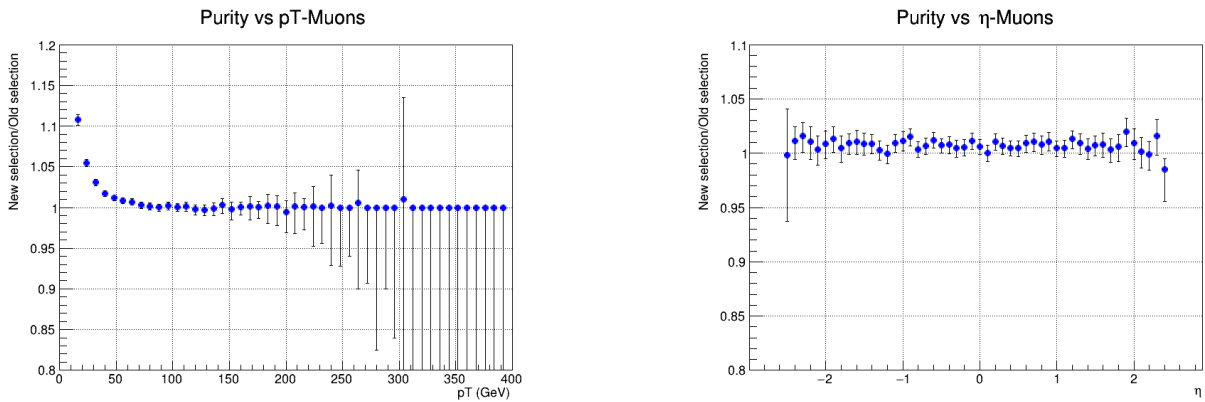 Purity vs pT-Muons
New selection/Old selection
1.2
1.15
1.1
1.05
1
0.95
0.9
0.85
0.8
0 50 100 150 200 250 300 350 400
pT (GeV)
Purity vs η-Muons
New selection/Old selection
1.1
1.05
1
0.95
0.9
0.85
0.8
−2 −1 0 1 2
η